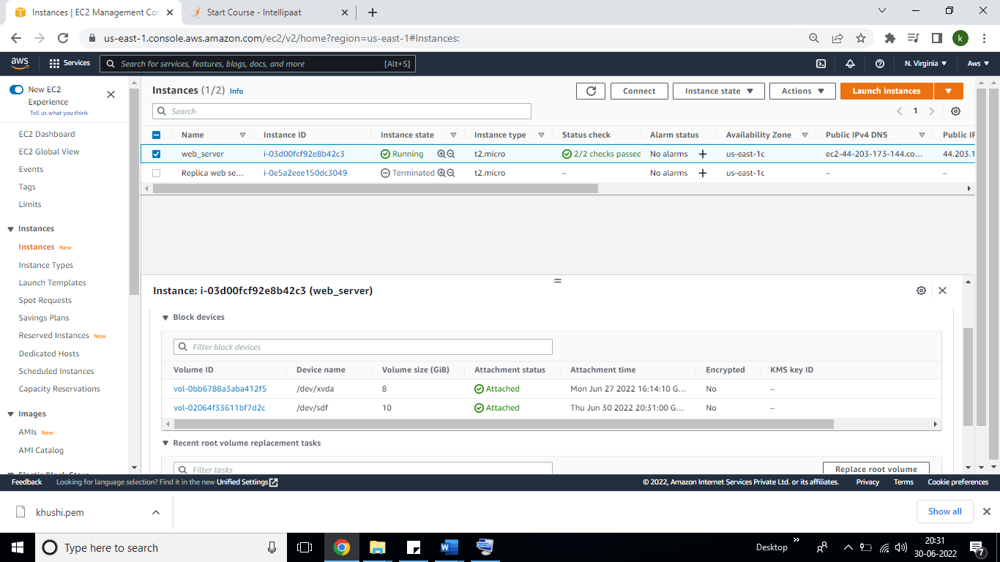 Instances | EC2 Management Con
Start Course - Intellipaat
us-east-1.console.aws.amazon.com/ec2/v2/home?region=us-east-1#Instances:
k
aws
Services
Search for services, features, blogs, docs, and more
[Alt+S]
N. Virginia
Aws
New EC2
Experience
Tell us what you think
EC2 Dashboard
EC2 Global View
Events
Tags
Limits
Instances
Instances New
Instance Types
Launch Templates
Spot Requests
Savings Plans
Reserved Instances New
Dedicated Hosts
Scheduled Instances
Capacity Reservations
Images
AMIs New
AMI Catalog
Elastic Block Store
Instances (1/2) Info
Connect
Instance state
Actions
Launch instances
Search
1
Name Instance ID Instance state Instance type Status check Alarm status Availability Zone Public IPv4 DNS Public IP
web_server i-03d00fcf92e8b42c3 Running t2.micro 2/2 checks passed No alarms + us-east-1c ec2-44-203-173-144.co... 44.203.1
Replica web se... i-0e5a2eee150dc3049 Terminated t2.micro – No alarms + us-east-1c – –
Instance: i-03d00fcf92e8b42c3 (web_server)
Block devices
Filter block devices
Volume ID Device name Volume size (GiB) Attachment status Attachment time Encrypted KMS key ID
vol-0bb6788a3aba412f5 /dev/xvda 8 Attached Mon Jun 27 2022 16:14:10 G... No –
vol-02064f33611bf7d2c /dev/sdf 10 Attached Thu Jun 30 2022 20:31:00 G... No –
Recent root volume replacement tasks
Filter tasks
Replace root volume
Feedback Looking for language selection? Find it in the new Unified Settings
© 2022, Amazon Internet Services Private Ltd. or its affiliates. Privacy Terms Cookie preferences
khushi.pem
Show all
Type here to search
Desktop
20:31
30-06-2022
7